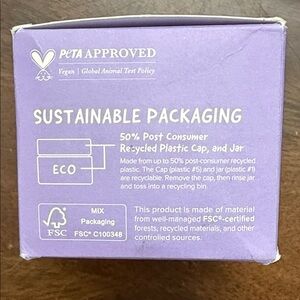 PETA APPROVED
Vegan | Global Animal Test Policy
SUSTAINABLE PACKAGING
50% Post Consumer
Recycled Plastic Cap, and Jar
ECO
Made from up to 50% post-consumer recycled
plastic. The Cap (plastic #5) and jar (plastic #1)
are recyclable. Remove the cap, then rinse jar
and toss into a recycling bin
FSC
MIX
Packaging
FSC® C100348
This product is made of material
from well-managed FSC®-certified
forests, recycled materials, and other
controlled sources.